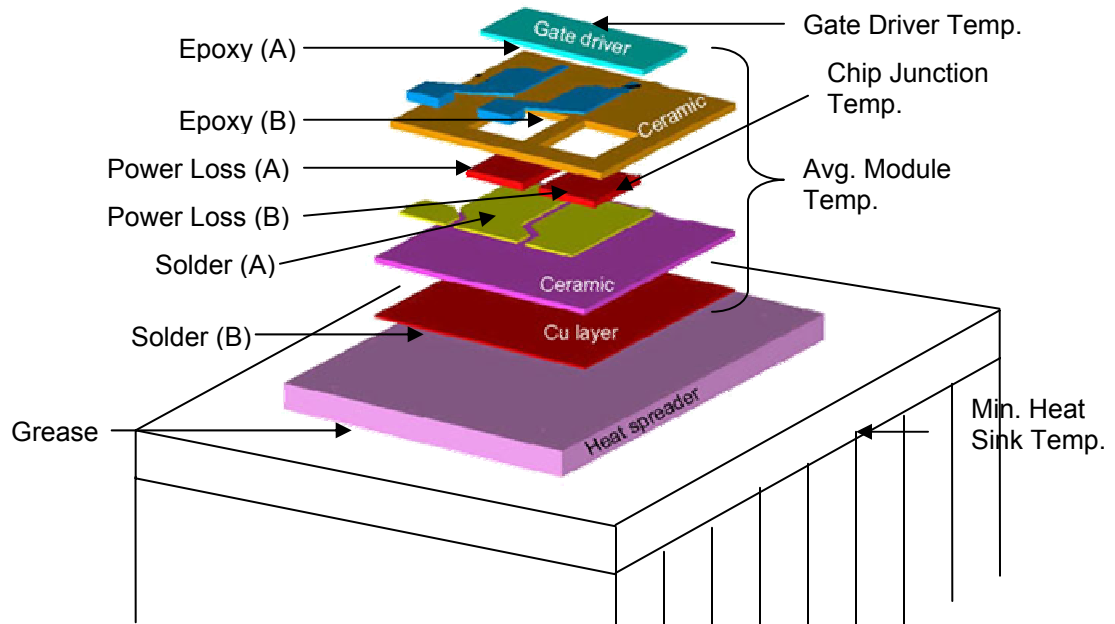 Gate Driver Temp.
Gate driver
Epoxy (A)
Chip Junction
Temp.
Epoxy (B)
Ceramic
Power Loss (A)
Avg. Module
Temp.
Power Loss (B)
Solder (A)
Ceramic
Solder (B)
Cu layer
Heat spreader
Grease
Min. Heat
Sink Temp.